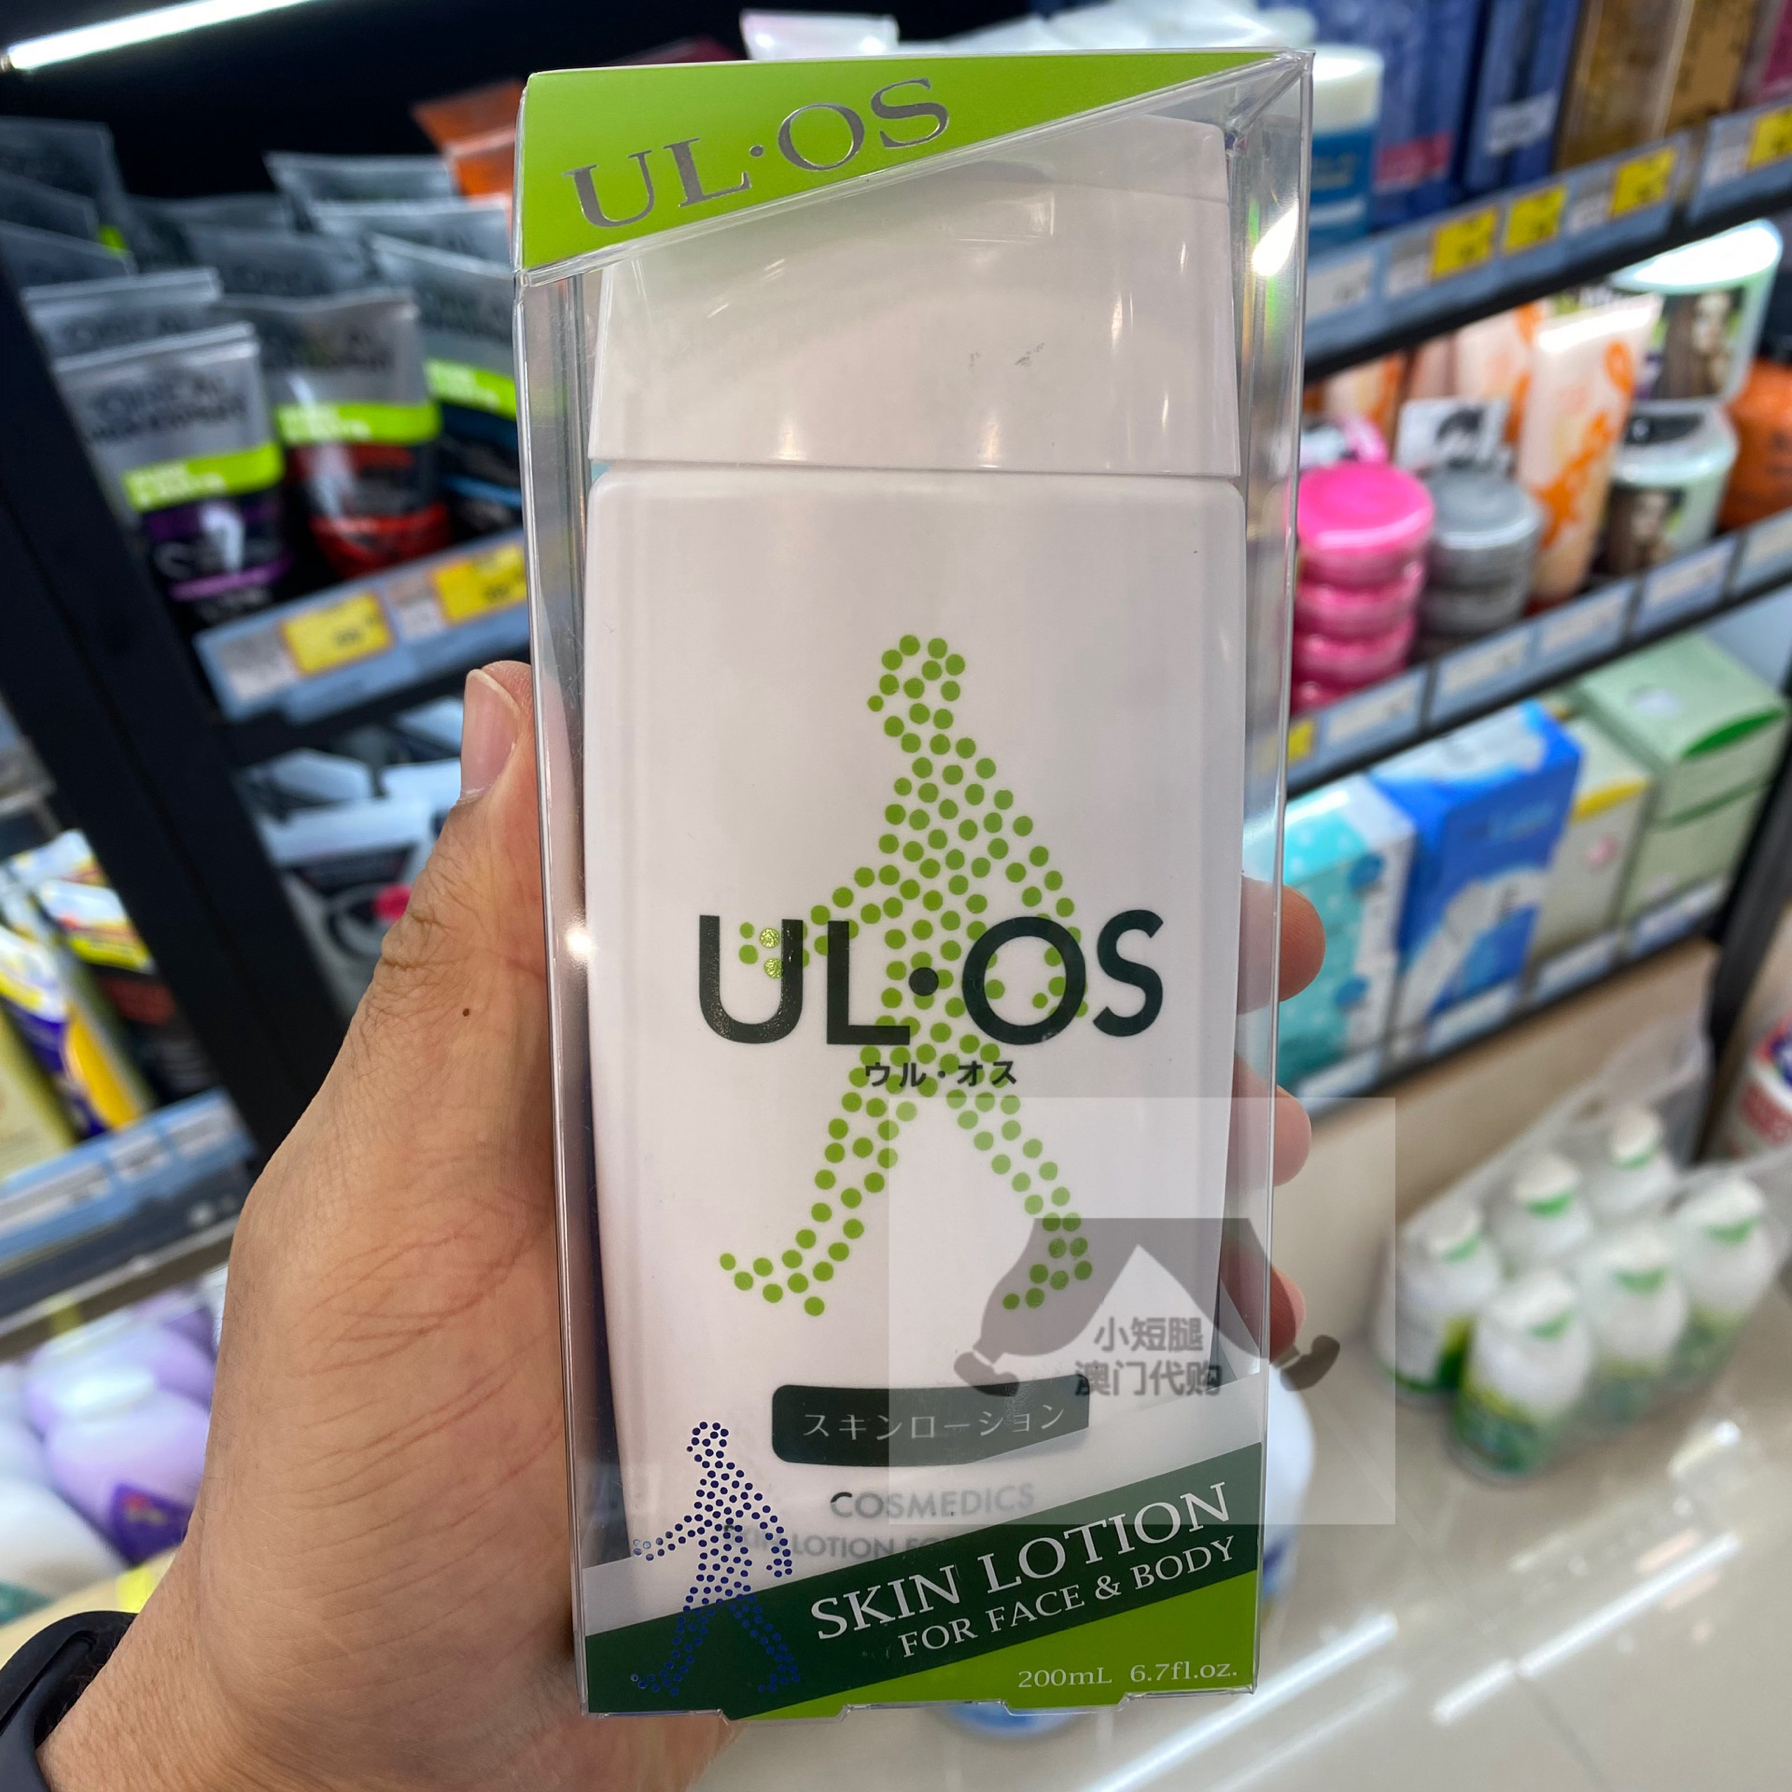 UL·OS
UL·OS
ウル・オス
小短腿
澳门代购
スキンローション
COSMEDICS
LOTION
SKIN LOTION
FOR FACE & BODY
200mL 6.7fl.oz.